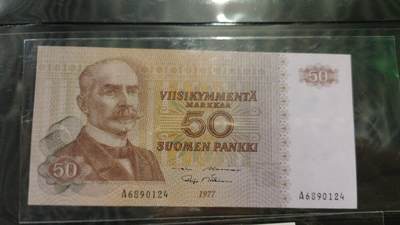 50
VIISIKYMMENTÄ
MARKKAA
50
SUOMEN PANKKI
50
A6890124
1977
A6890124